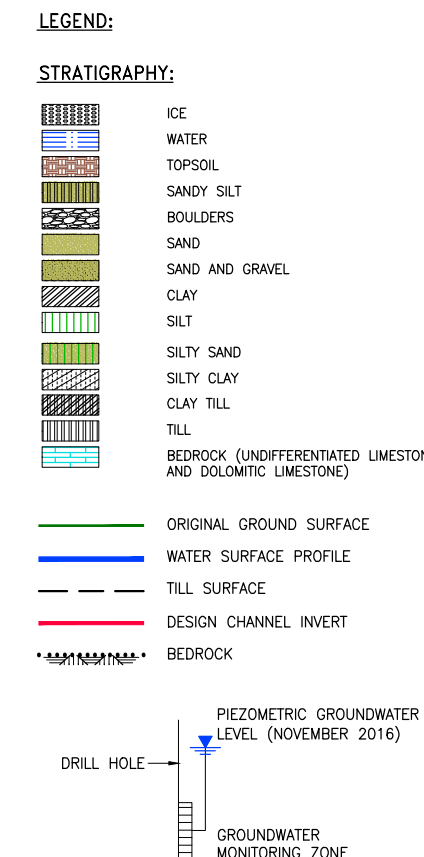 LEGEND:
STRATIGRAPHY:
ICE
WATER
TOPSOIL
SANDY SILT
BOULDERS
SAND
SAND AND GRAVEL
CLAY
SILT
SILTY SAND
SILTY CLAY
CLAY TILL
TILL
BEDROCK (UNDIFFERENTIATED LIMESTON
AND DOLOMITIC LIMESTONE)
ORIGINAL GROUND SURFACE
WATER SURFACE PROFILE
TILL SURFACE
DESIGN CHANNEL INVERT
BEDROCK
PIEZOMETRIC GROUNDWATER
LEVEL (NOVEMBER 2016)
DRILL HOLE
GROUNDWATER
MONITORING ZONE